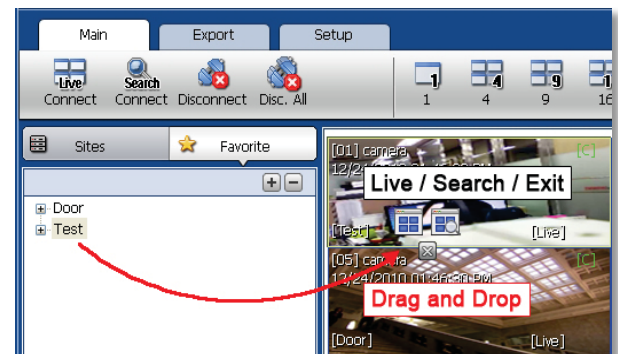 Main Export Setup
Live Search
Connect Connect Disconnect Disc. All
1 4 9 16
1 4 9
Sites Favorite
+ −
Door
Test
[01] camera [C]
12/24/
Live / Search / Exit
[Test] [Live]
[05] camera [C]
12/24/2010 01:46:30 PM
Drag and Drop
[Door] [Live]